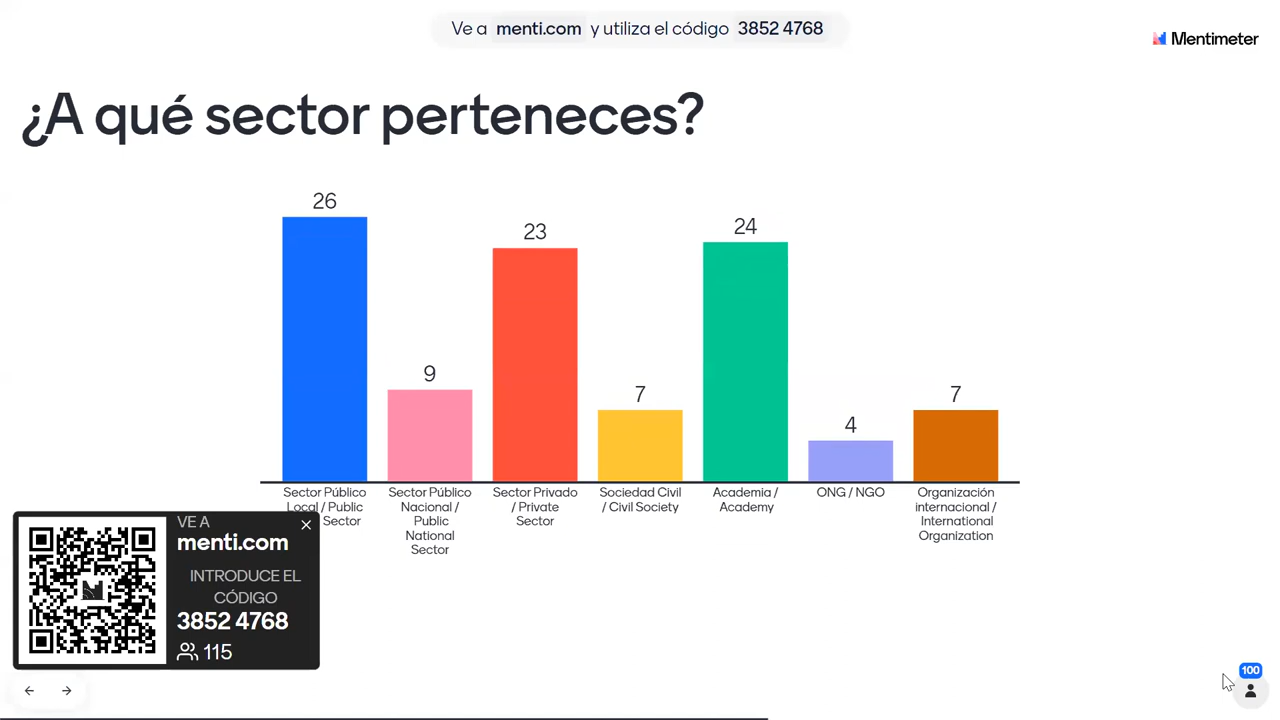 Ve a menti.com y utiliza el código 3852 4768
Mentimeter
¿A qué sector perteneces?
26
9
23
7
24
4
7
Sector Público
Local / Public
Sector
Sector Público
Nacional /
Public
National
Sector
Sector Privado
/ Private
Sector
Sociedad Civil
/ Civil Society
Academia /
Academy
ONG / NGO
Organización
internacional /
International
Organization
VE A
menti.com
INTRODUCE EL
CÓDIGO
3852 4768
115
100